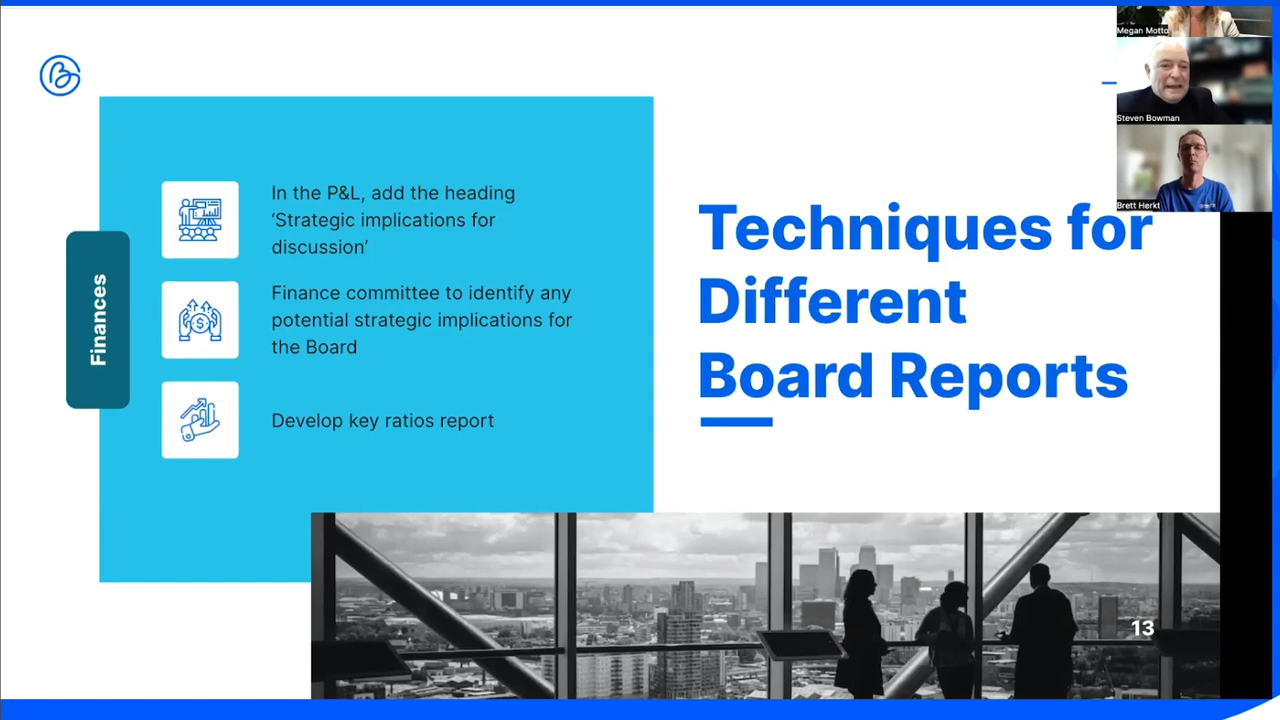 Megan Motto
Steven Bowman
Brett Herkt
In the P&L, add the heading
‘Strategic implications for
discussion’
Finance committee to identify any
potential strategic implications for
the Board
Develop key ratios report
Finances
Techniques for
Different
Board Reports
13